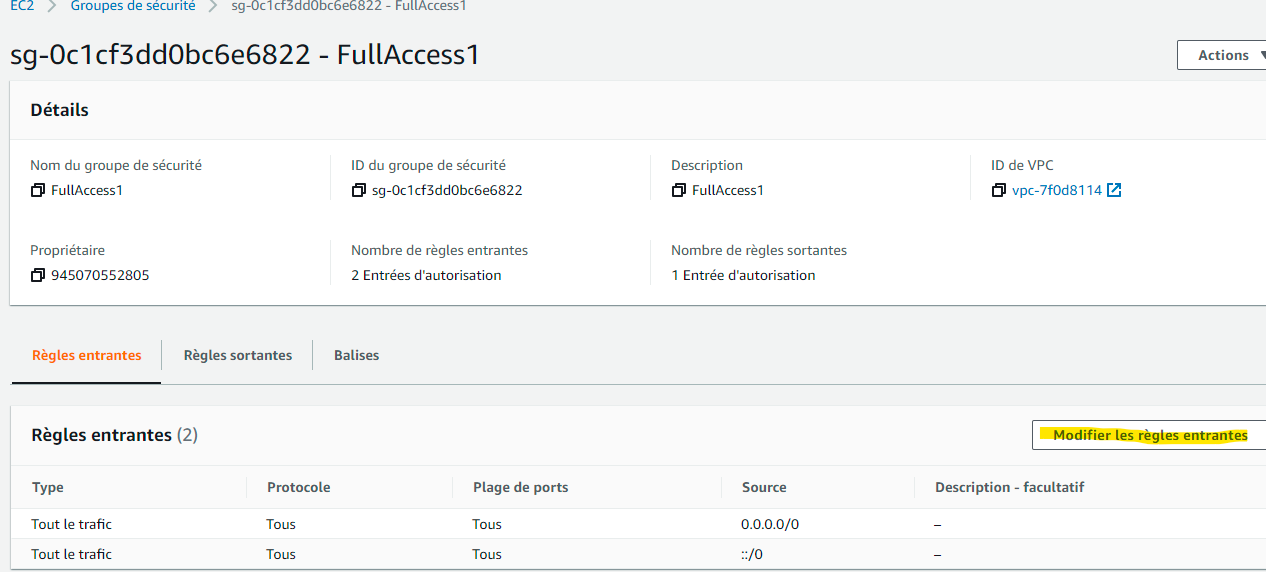 EC2 > Groupes de sécurité > sg-0c1cf3dd0bc6e6822 - FullAccess1
sg-0c1cf3dd0bc6e6822 - FullAccess1
Actions
Détails
Nom du groupe de sécurité
FullAccess1
ID du groupe de sécurité
sg-0c1cf3dd0bc6e6822
Description
FullAccess1
ID de VPC
vpc-7f0d8114
Propriétaire
945070552805
Nombre de règles entrantes
2 Entrées d'autorisation
Nombre de règles sortantes
1 Entrée d'autorisation
Règles entrantes Règles sortantes Balises
Règles entrantes (2)
Modifier les règles entrantes
Type Protocole Plage de ports Source Description - facultatif
Tout le trafic Tous Tous 0.0.0.0/0 –
Tout le trafic Tous Tous ::/0 –